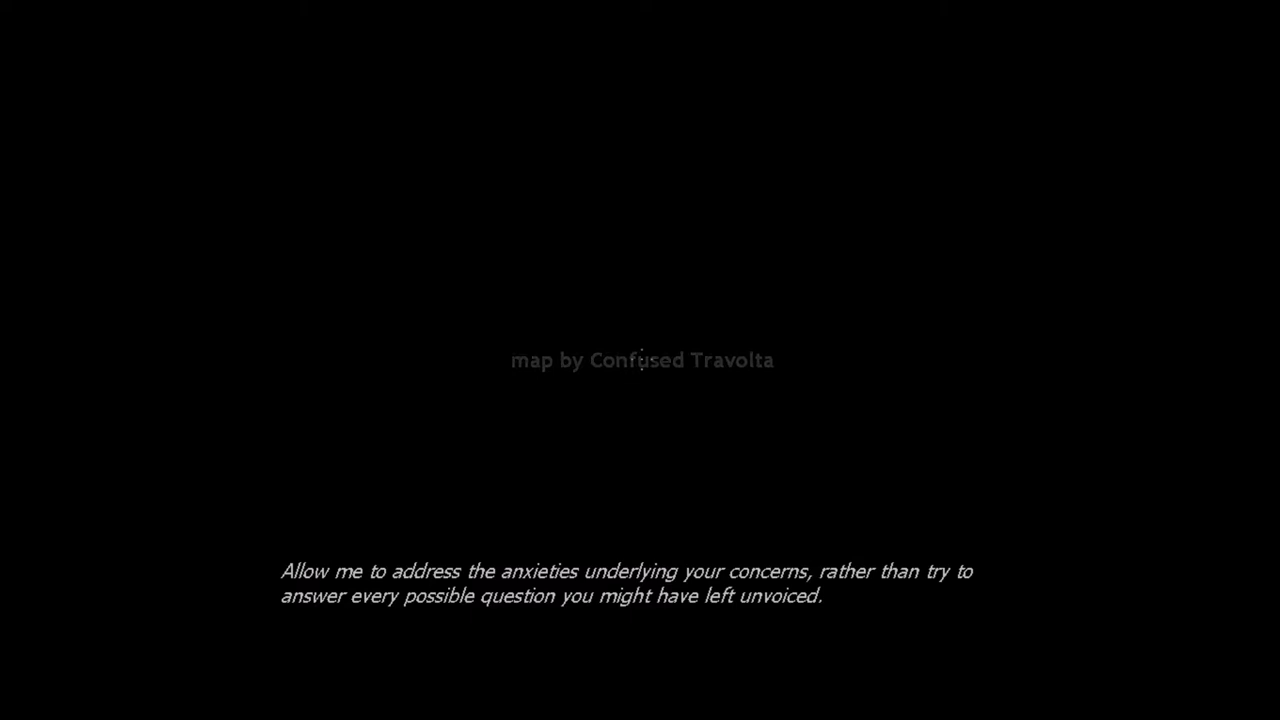 map by Confused Travolta
Allow me to address the anxieties underlying your concerns, rather than try to
answer every possible question you might have left unvoiced.